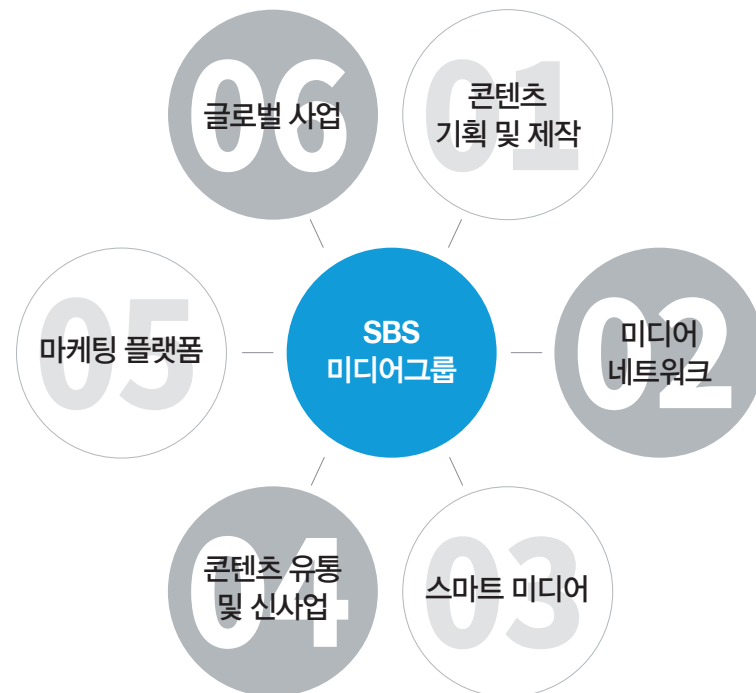 SBS
미디어그룹
01
콘텐츠
기획 및 제작
02
미디어
네트워크
03
스마트 미디어
04
콘텐츠 유통
및 신사업
05
마케팅 플랫폼
06
글로벌 사업